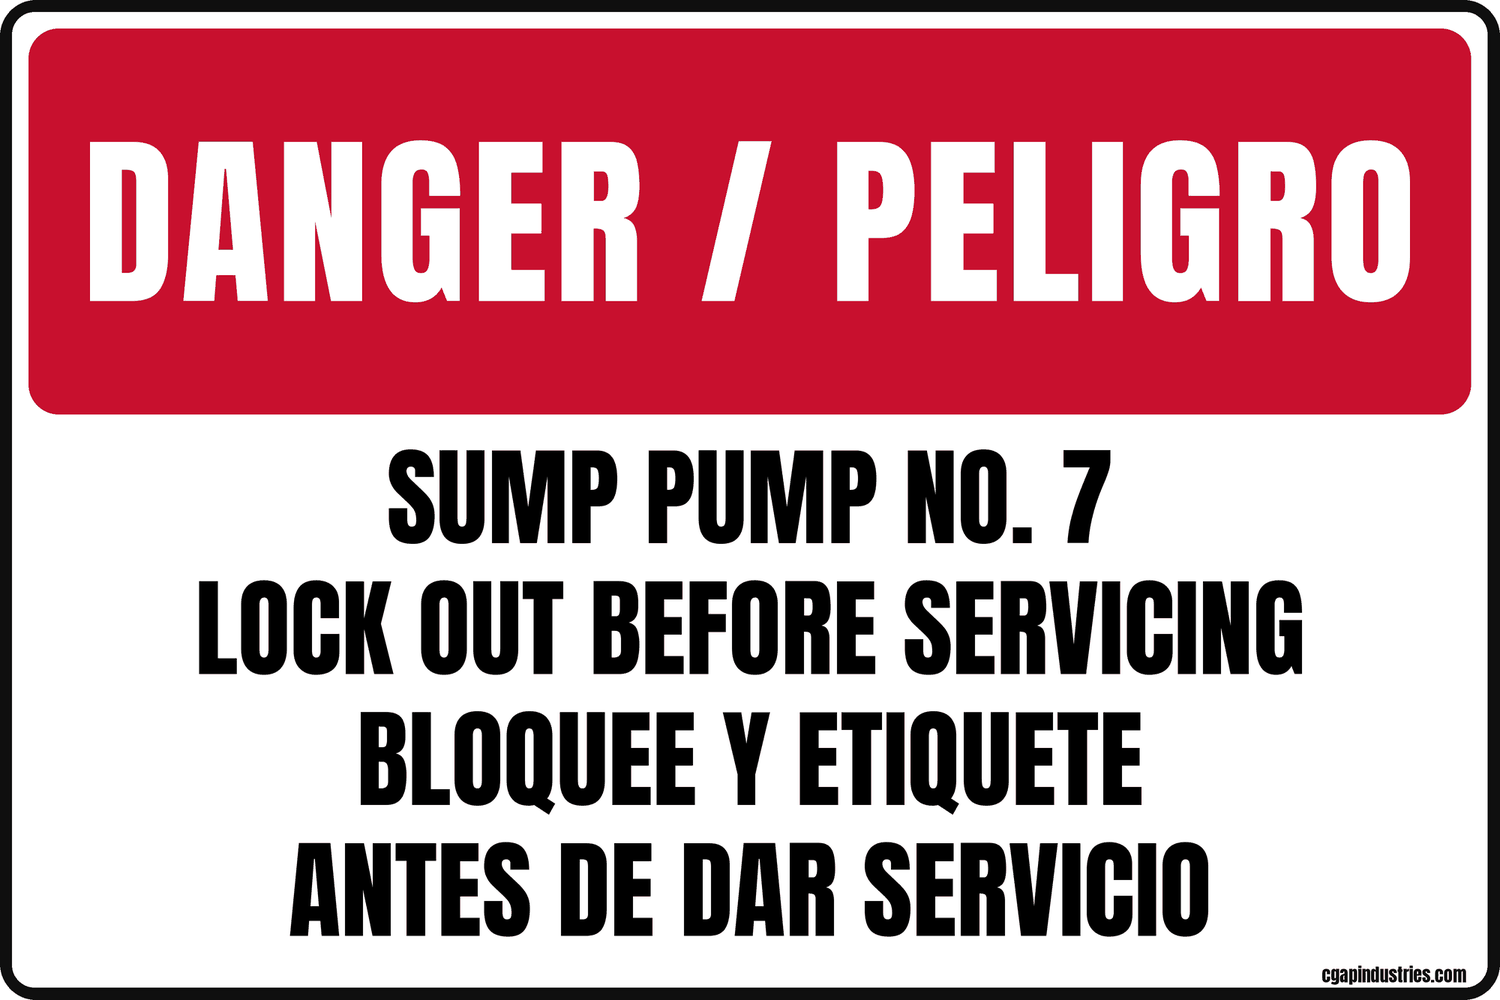 DANGER / PELIGRO
SUMP PUMP NO. 7
LOCK OUT BEFORE SERVICING
BLOQUEE Y ETIQUETE
ANTES DE DAR SERVICIO
cgapindustries.com